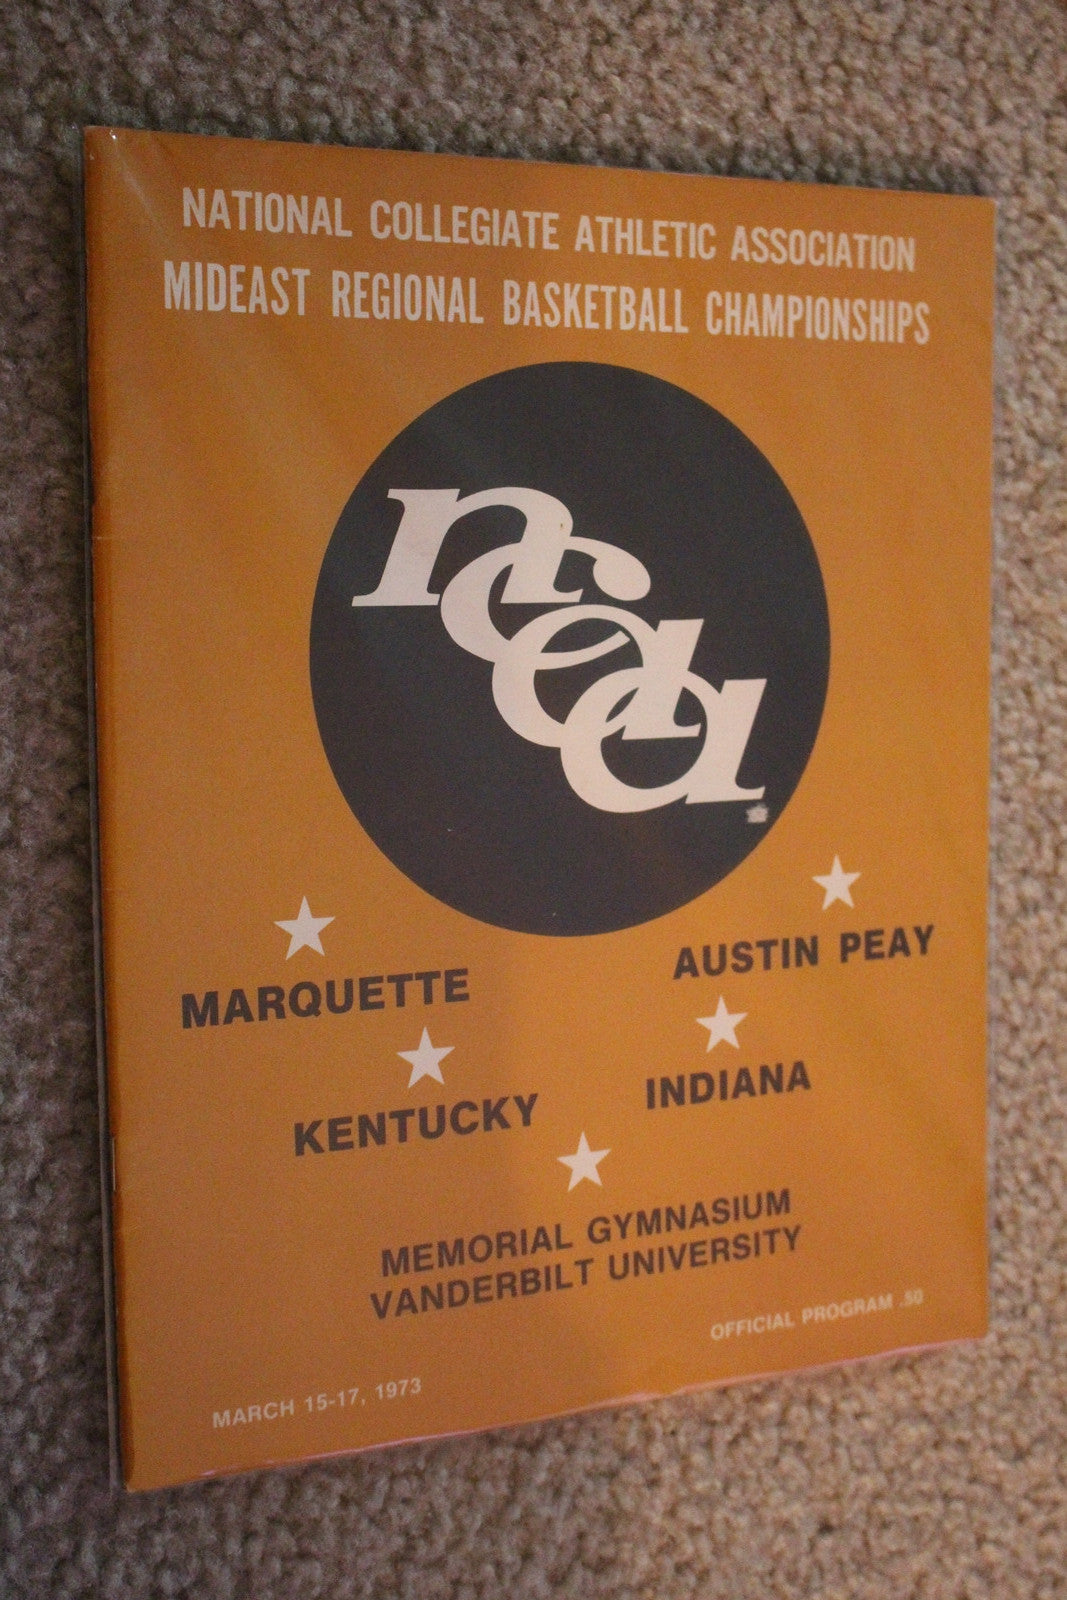 NATIONAL COLLEGIATE ATHLETIC ASSOCIATION
MIDEAST REGIONAL BASKETBALL CHAMPIONSHIPS
ncaa
MARQUETTE
AUSTIN PEAY
KENTUCKY
INDIANA
MEMORIAL GYMNASIUM
VANDERBILT UNIVERSITY
OFFICIAL PROGRAM .50
MARCH 15-17, 1973